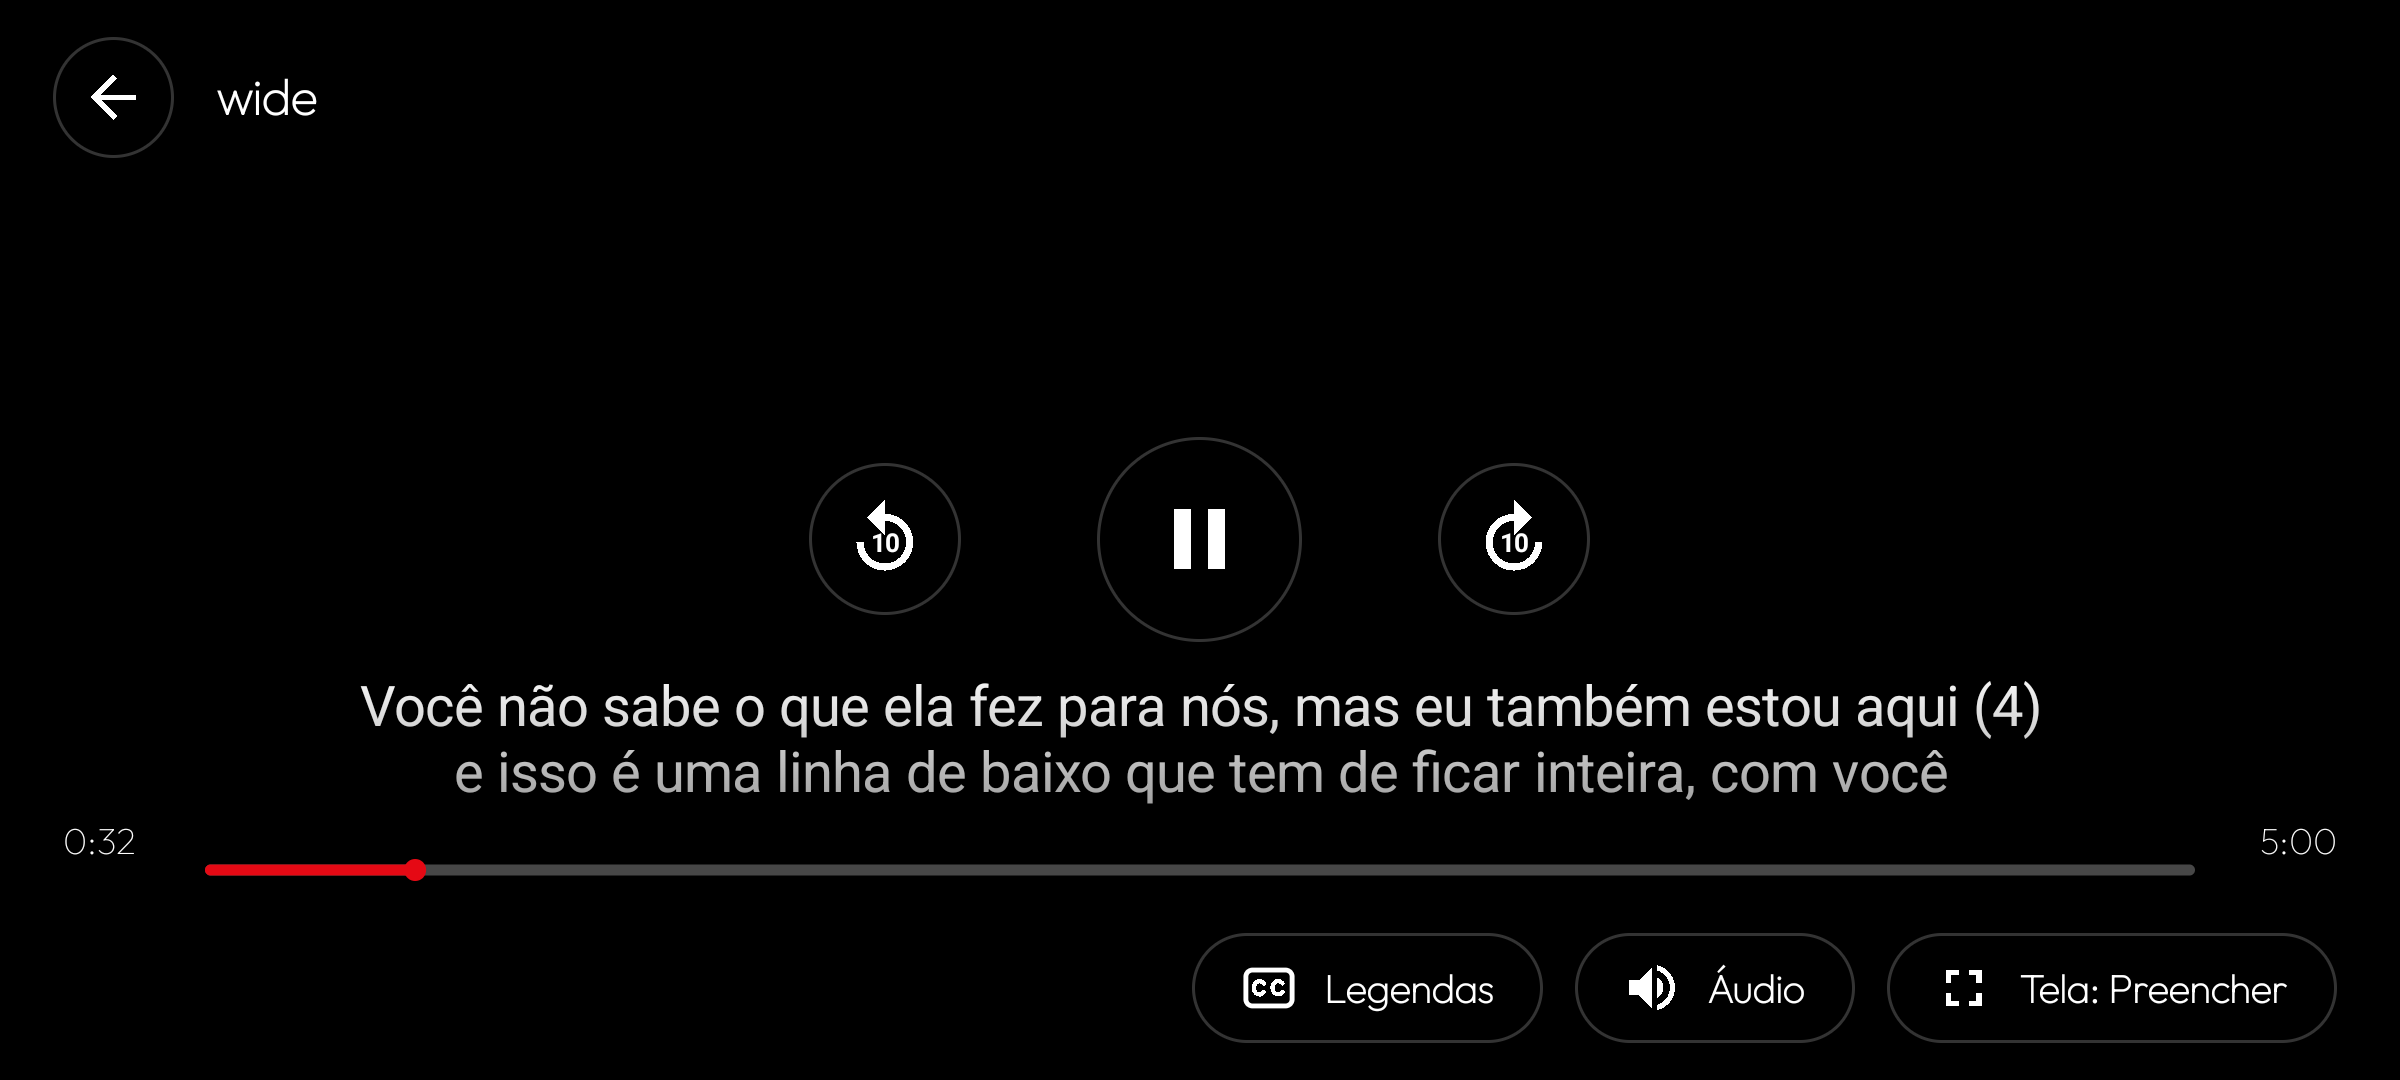 wide
10
10
Você não sabe o que ela fez para nós, mas eu também estou aqui (4)
e isso é uma linha de baixo que tem de ficar inteira, com você
0:32
5:00
CC Legendas
Áudio
Tela: Preencher